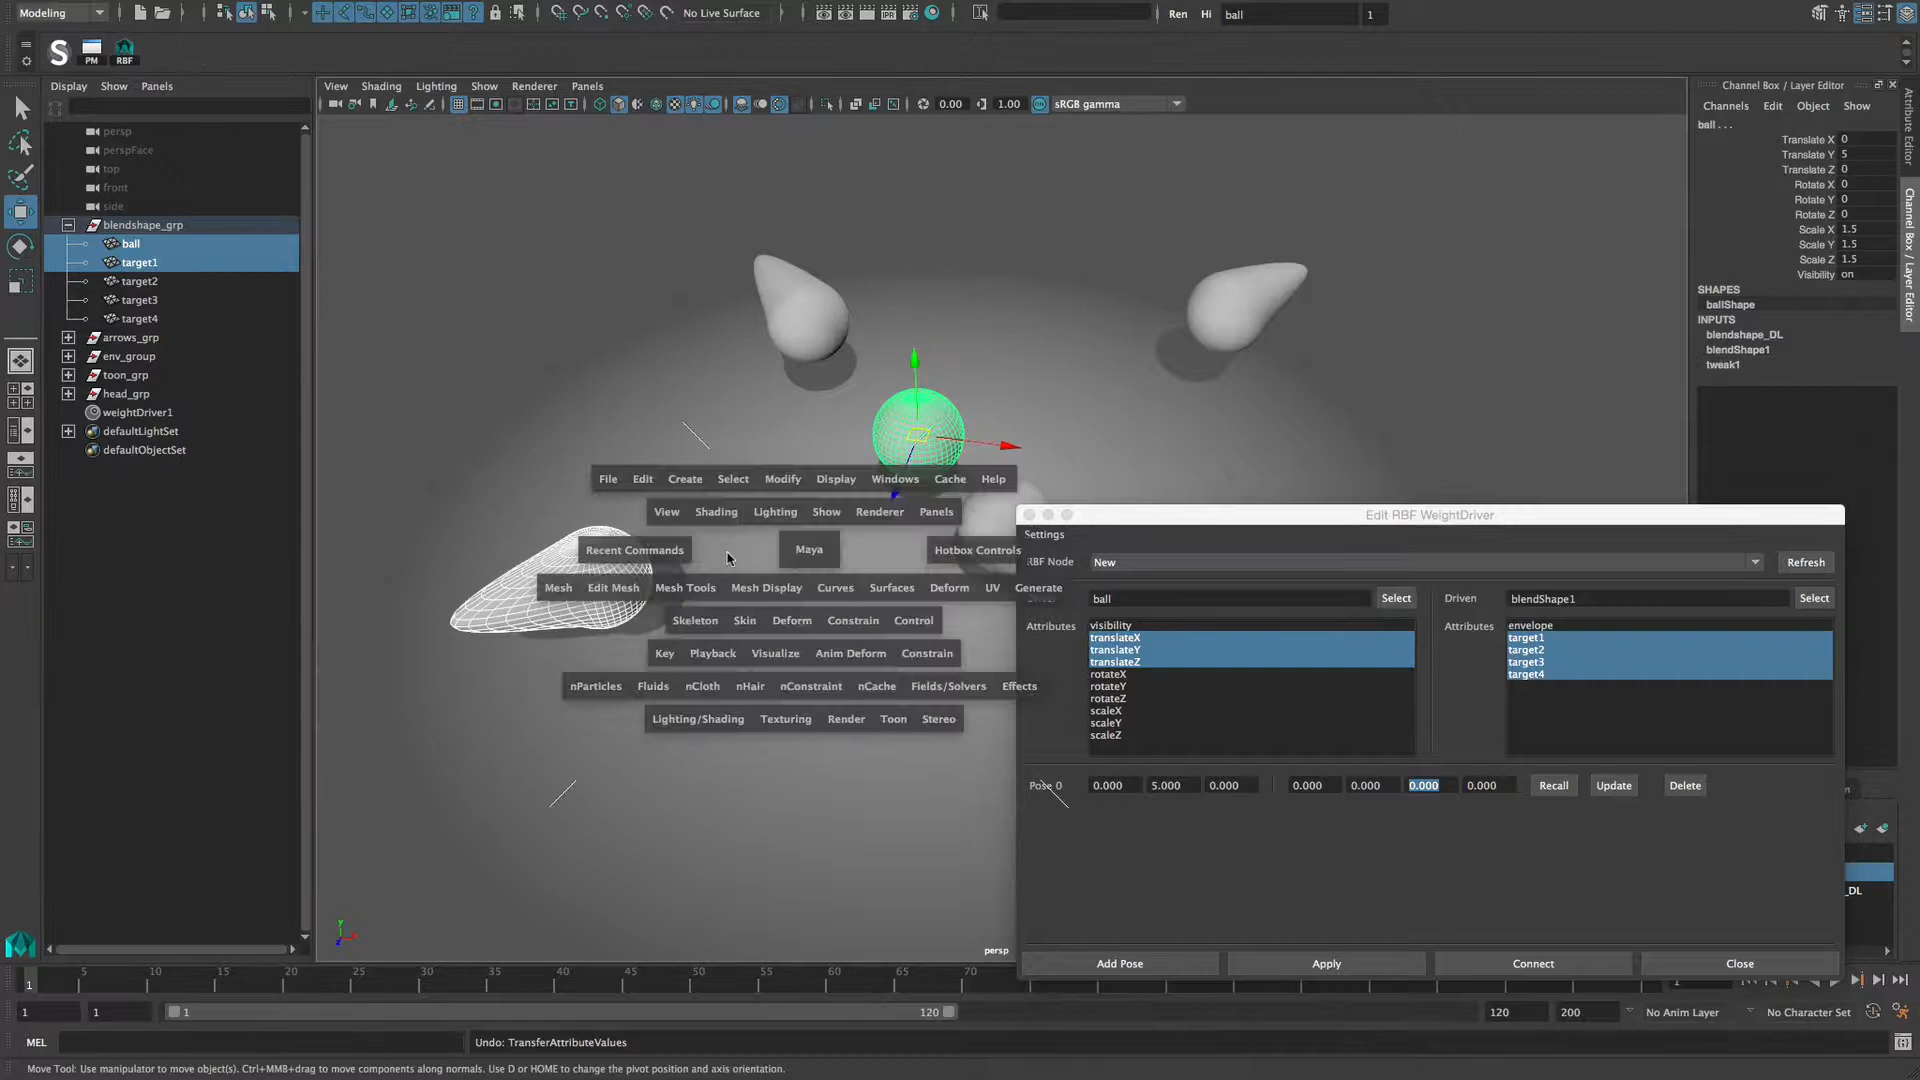 Modeling
No Live Surface
Ren
Hi
ball
1
S
PM
RBF
Display Show Panels
persp
perspFace
top
front
side
blendshape_grp
ball
target1
target2
target3
target4
arrows_grp
env_group
toon_grp
head_grp
weightDriver1
defaultLightSet
defaultObjectSet
View Shading Lighting Show Renderer Panels
0.00
1.00
sRGB gamma
File Edit Create Select Modify Display Windows Cache Help
View Shading Lighting Show Renderer Panels
Recent Commands
Maya
Hotbox Controls
Mesh Edit Mesh Mesh Tools Mesh Display Curves Surfaces Deform UV Generate
Skeleton Skin Deform Constrain Control
Key Playback Visualize Anim Deform Constrain
nParticles Fluids nCloth nHair nConstraint nCache Fields/Solvers Effects
Lighting/Shading Texturing Render Toon Stereo
persp
Edit RBF WeightDriver
Settings
RBF Node
New
Refresh
ball
Select
Driven
blendShape1
Select
Attributes
visibility
translateX
translateY
translateZ
rotateX
rotateY
rotateZ
scaleX
scaleY
scaleZ
Attributes
envelope
target1
target2
target3
target4
Pose 0
0.000 5.000 0.000
0.000 0.000 0.000 0.000
Recall
Update
Delete
Add Pose
Apply
Connect
Close
Channel Box / Layer Editor
Channels Edit Object Show
ball . . .
Translate X 0
Translate Y 5
Translate Z 0
Rotate X 0
Rotate Y 0
Rotate Z 0
Scale X 1.5
Scale Y 1.5
Scale Z 1.5
Visibility on
SHAPES
ballShape
INPUTS
blendshape_DL
blendShape1
tweak1
Attribute Editor
Channel Box / Layer Editor
_DL
5 10 15 20 25 30 35 40 45 50 55 60 65 70
1
1
1
1
120
120
200
No Anim Layer
No Character Set
MEL
Undo: TransferAttributeValues
Move Tool: Use manipulator to move object(s). Ctrl+MMB+drag to move components along normals. Use D or HOME to change the pivot position and axis orientation.